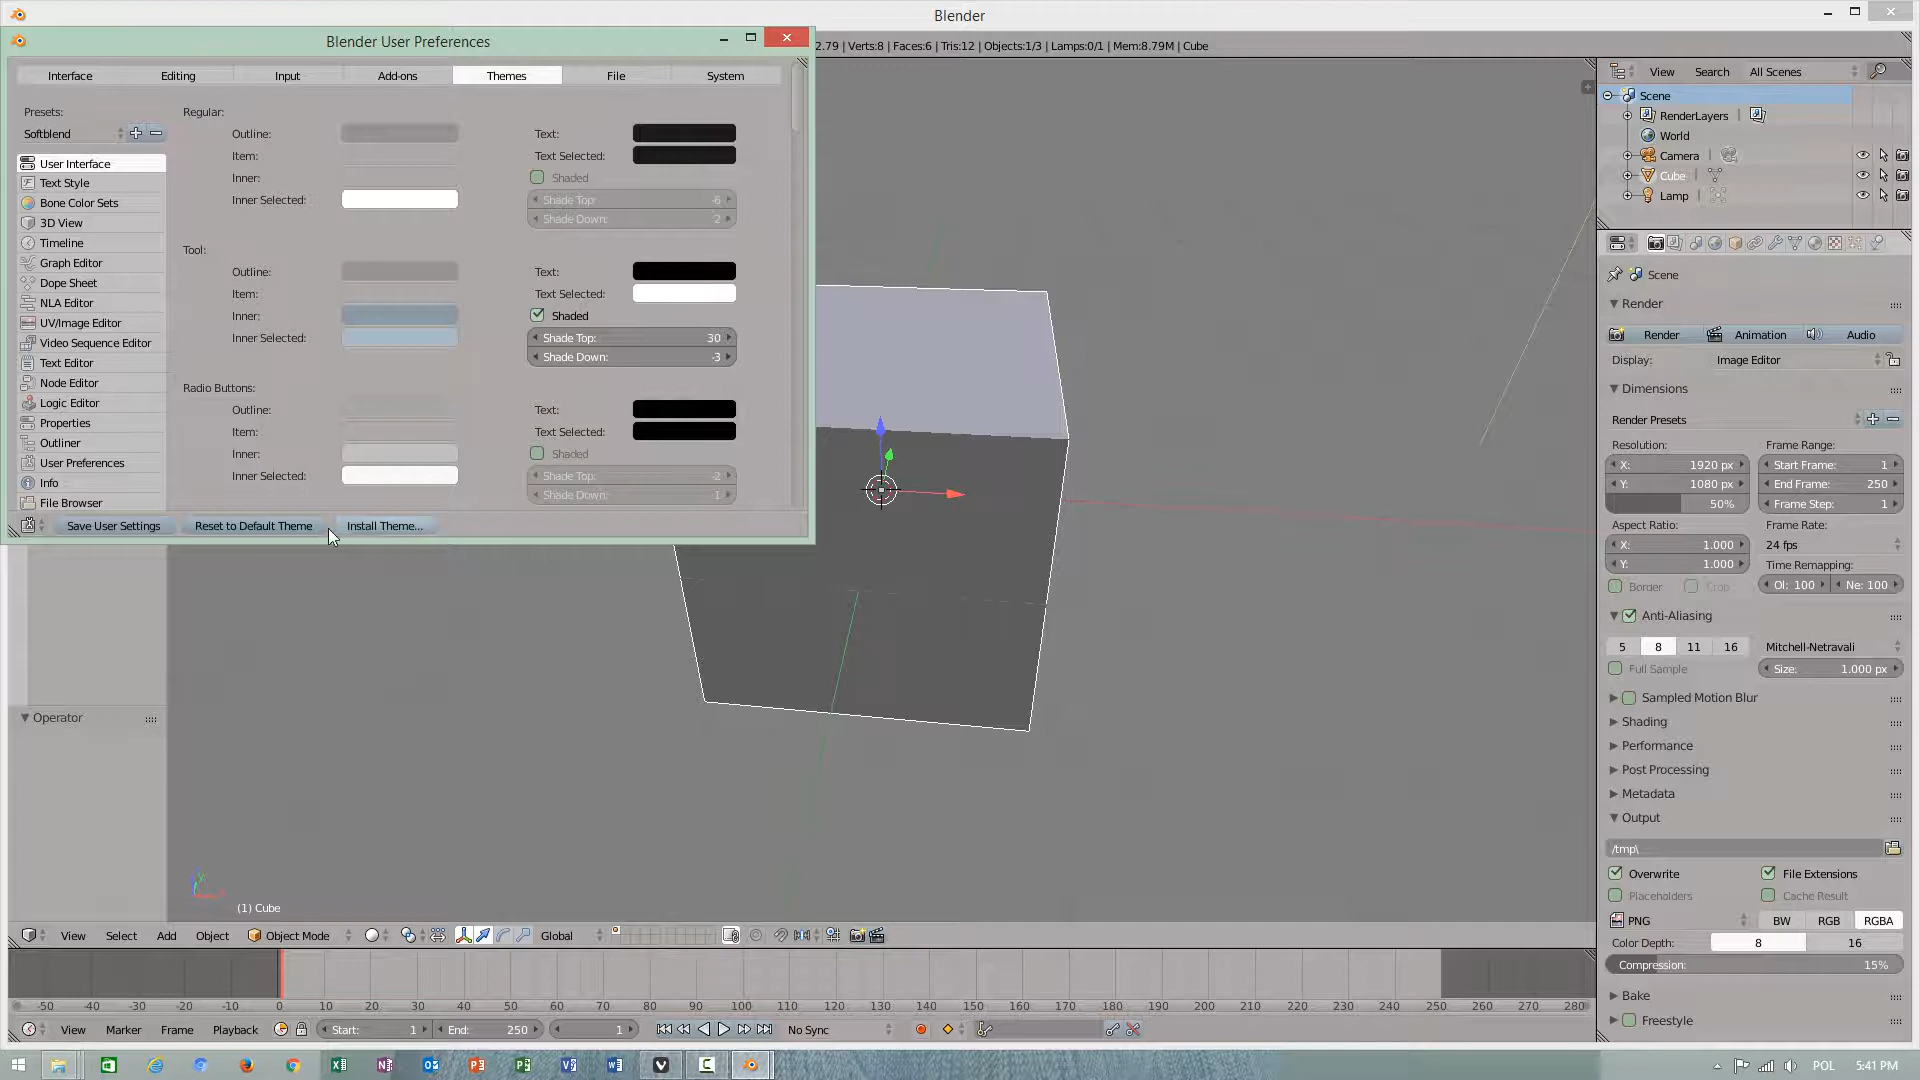 Blender
Blender User Preferences
2.79 | Verts:8 | Faces:6 | Tris:12 | Objects:1/3 | Lamps:0/1 | Mem:8.79M | Cube
Interface Editing Input Add-ons Themes File System
Presets:
Softblend
User Interface
Text Style
Bone Color Sets
3D View
Timeline
Graph Editor
Dope Sheet
NLA Editor
UV/Image Editor
Video Sequence Editor
Text Editor
Node Editor
Logic Editor
Properties
Outliner
User Preferences
Info
File Browser
Regular:
Outline: Text:
Item: Text Selected:
Inner: Shaded
Inner Selected: Shade Top: -6
Shade Down: 2
Tool:
Outline: Text:
Item: Text Selected:
Inner: Shaded
Inner Selected: Shade Top: 30
Shade Down: -3
Radio Buttons:
Outline: Text:
Item: Text Selected:
Inner: Shaded
Inner Selected: Shade Top: -2
Shade Down: 1
Save User Settings Reset to Default Theme Install Theme...
Operator
(1) Cube
View Select Add Object Object Mode Global
-50 -40 -30 -20 -10 0 10 20 30 40 50 60 70 80 90 100 110 120 130 140 150 160 170 180 190 200 210 220 230 240 250 260 270 280
View Marker Frame Playback Start: 1 End: 250 1 No Sync
View Search All Scenes
Scene
RenderLayers
World
Camera
Cube
Lamp
Scene
Render
Render Animation Audio
Display: Image Editor
Dimensions
Render Presets
Resolution: Frame Range:
X: 1920 px Start Frame: 1
Y: 1080 px End Frame: 250
50% Frame Step: 1
Aspect Ratio: Frame Rate:
X: 1.000 24 fps
Y: 1.000 Time Remapping:
Border Crop Ol: 100 Ne: 100
Anti-Aliasing
5 8 11 16 Mitchell-Netravali
Full Sample Size: 1.000 px
Sampled Motion Blur
Shading
Performance
Post Processing
Metadata
Output
/tmp\
Overwrite File Extensions
Placeholders Cache Result
PNG BW RGB RGBA
Color Depth: 8 16
Compression: 15%
Bake
Freestyle
POL 5:41 PM